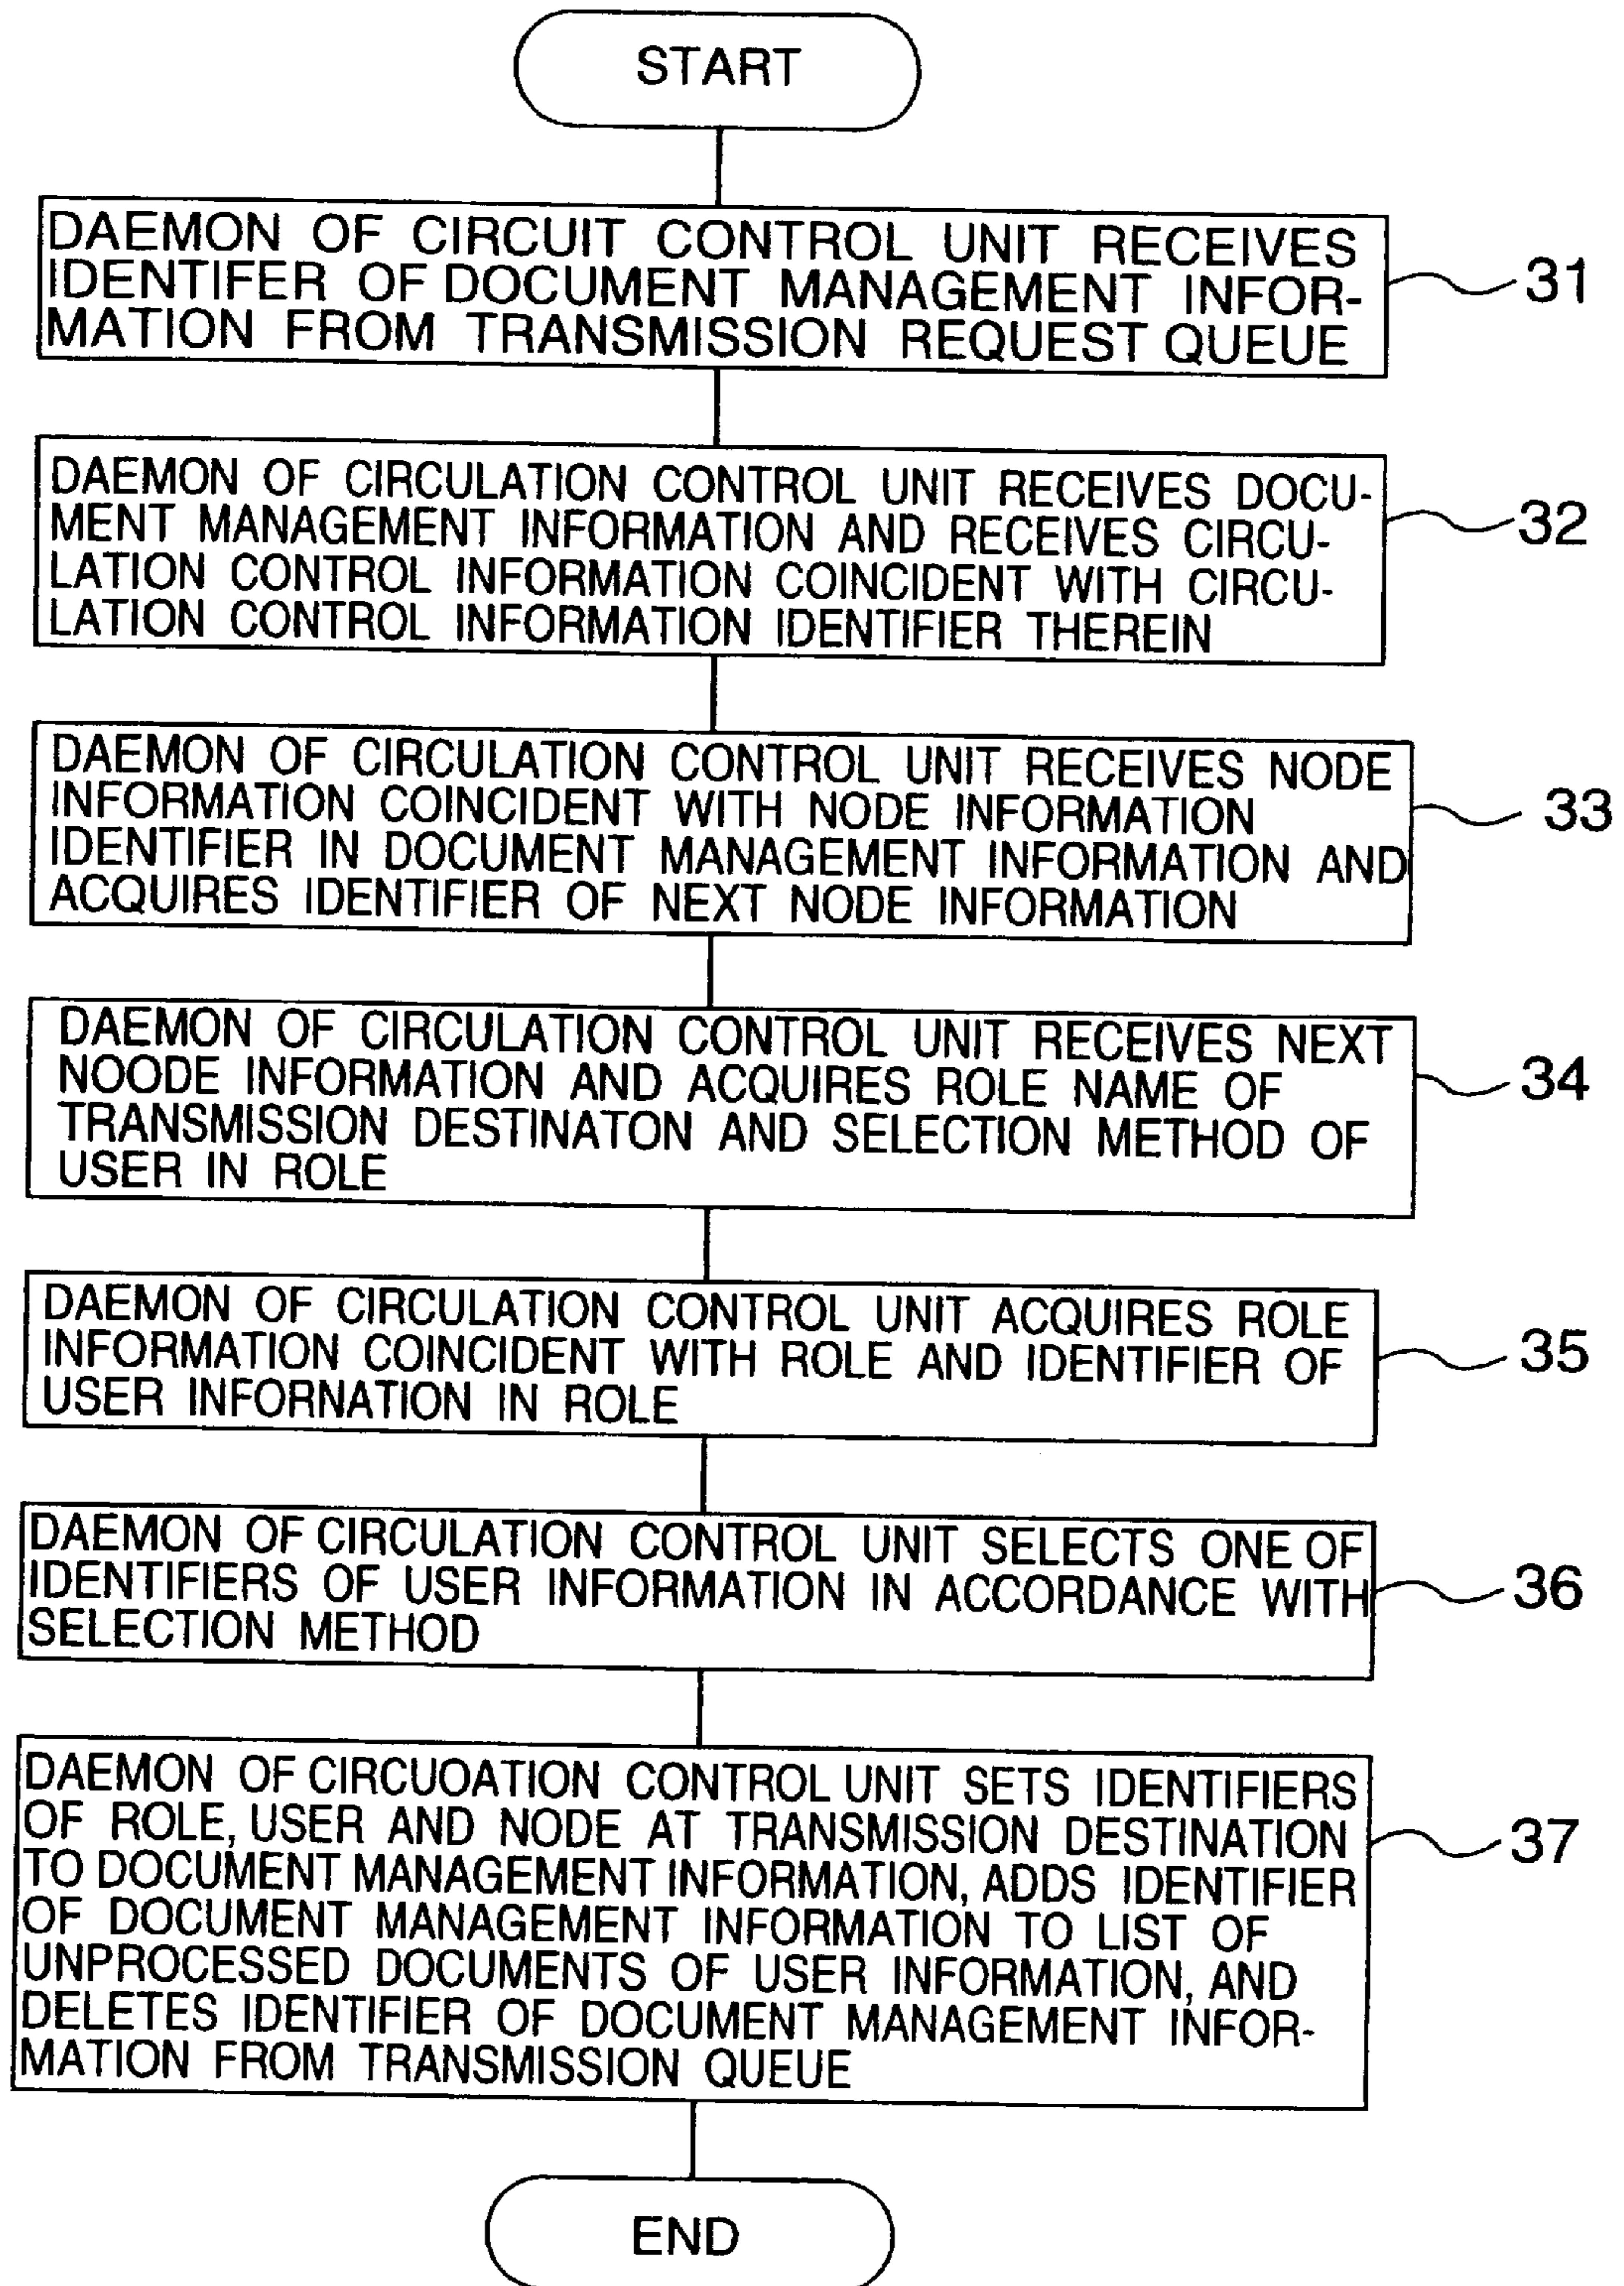 START
DAEMON OF CIRCUIT CONTROL UNIT RECEIVES
IDENTIFER OF DOCUMENT MANAGEMENT INFOR-
MATION FROM TRANSMISSION REQUEST QUEUE
31
DAEMON OF CIRCULATION CONTROL UNIT RECEIVES DOCU-
MENT MANAGEMENT INFORMATION AND RECEIVES CIRCU-
LATION CONTROL INFORMATION COINCIDENT WITH CIRCU-
LATION CONTROL INFORMATION IDENTIFIER THEREIN
32
DAEMON OF CIRCULATION CONTROL UNIT RECEIVES NODE
INFORMATION COINCIDENT WITH NODE INFORMATION
IDENTIFIER IN DOCUMENT MANAGEMENT INFORMATION AND
ACQUIRES IDENTIFIER OF NEXT NODE INFORMATION
33
DAEMON OF CIRCULATION CONTROL UNIT RECEIVES NEXT
NOODE INFORMATION AND ACQUIRES ROLE NAME OF
TRANSMISSION DESTINATON AND SELECTION METHOD OF
USER IN ROLE
34
DAEMON OF CIRCULATION CONTROL UNIT ACQUIRES ROLE
INFORMATION COINCIDENT WITH ROLE AND IDENTIFIER OF
USER INFORNATION IN ROLE
35
DAEMON OF CIRCULATION CONTROL UNIT SELECTS ONE OF
IDENTIFIERS OF USER INFORMATION IN ACCORDANCE WITH
SELECTION METHOD
36
DAEMON OF CIRCUOATION CONTROL UNIT SETS IDENTIFIERS
OF ROLE, USER AND NODE AT TRANSMISSION DESTINATION
TO DOCUMENT MANAGEMENT INFORMATION, ADDS IDENTIFIER
OF DOCUMENT MANAGEMENT INFORMATION TO LIST OF
UNPROCESSED DOCUMENTS OF USER INFORMATION, AND
DELETES IDENTIFIER OF DOCUMENT MANAGEMENT INFOR-
MATION FROM TRANSMISSION QUEUE
37
END